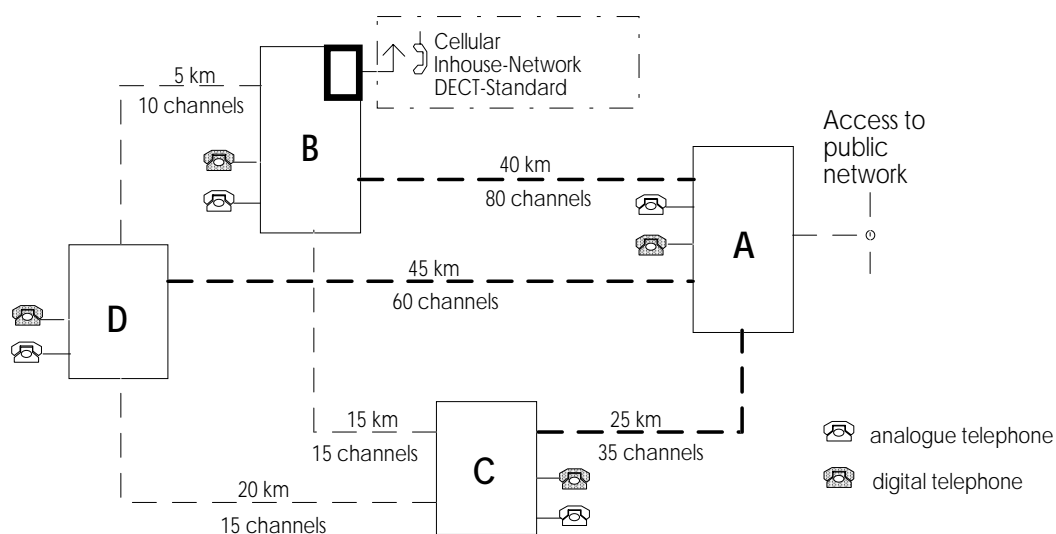 Cellular
Inhouse-Network
DECT-Standard
5 km
10 channels
B
Access to
public
network
40 km
80 channels
A
45 km
60 channels
D
15 km
15 channels
25 km
35 channels
C
analogue telephone
digital telephone
20 km
15 channels